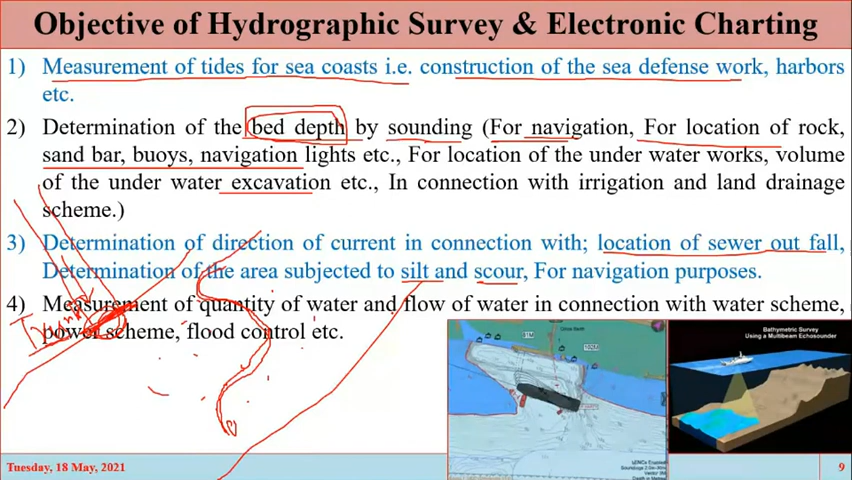 Objective of Hydrographic Survey & Electronic Charting
1) Measurement of tides for sea coasts i.e. construction of the sea defense work, harbors
etc.
2) Determination of the bed depth by sounding (For navigation, For location of rock,
sand bar, buoys, navigation lights etc., For location of the under water works, volume
of the under water excavation etc., In connection with irrigation and land drainage
scheme.)
3) Determination of direction of current in connection with; location of sewer out fall,
Determination of the area subjected to silt and scour, For navigation purposes.
4) Measurement of quantity of water and flow of water in connection with water scheme,
power scheme, flood control etc.
Bathymetric Survey
Using a Multibeam Echosounder
Tuesday, 18 May, 2021
9